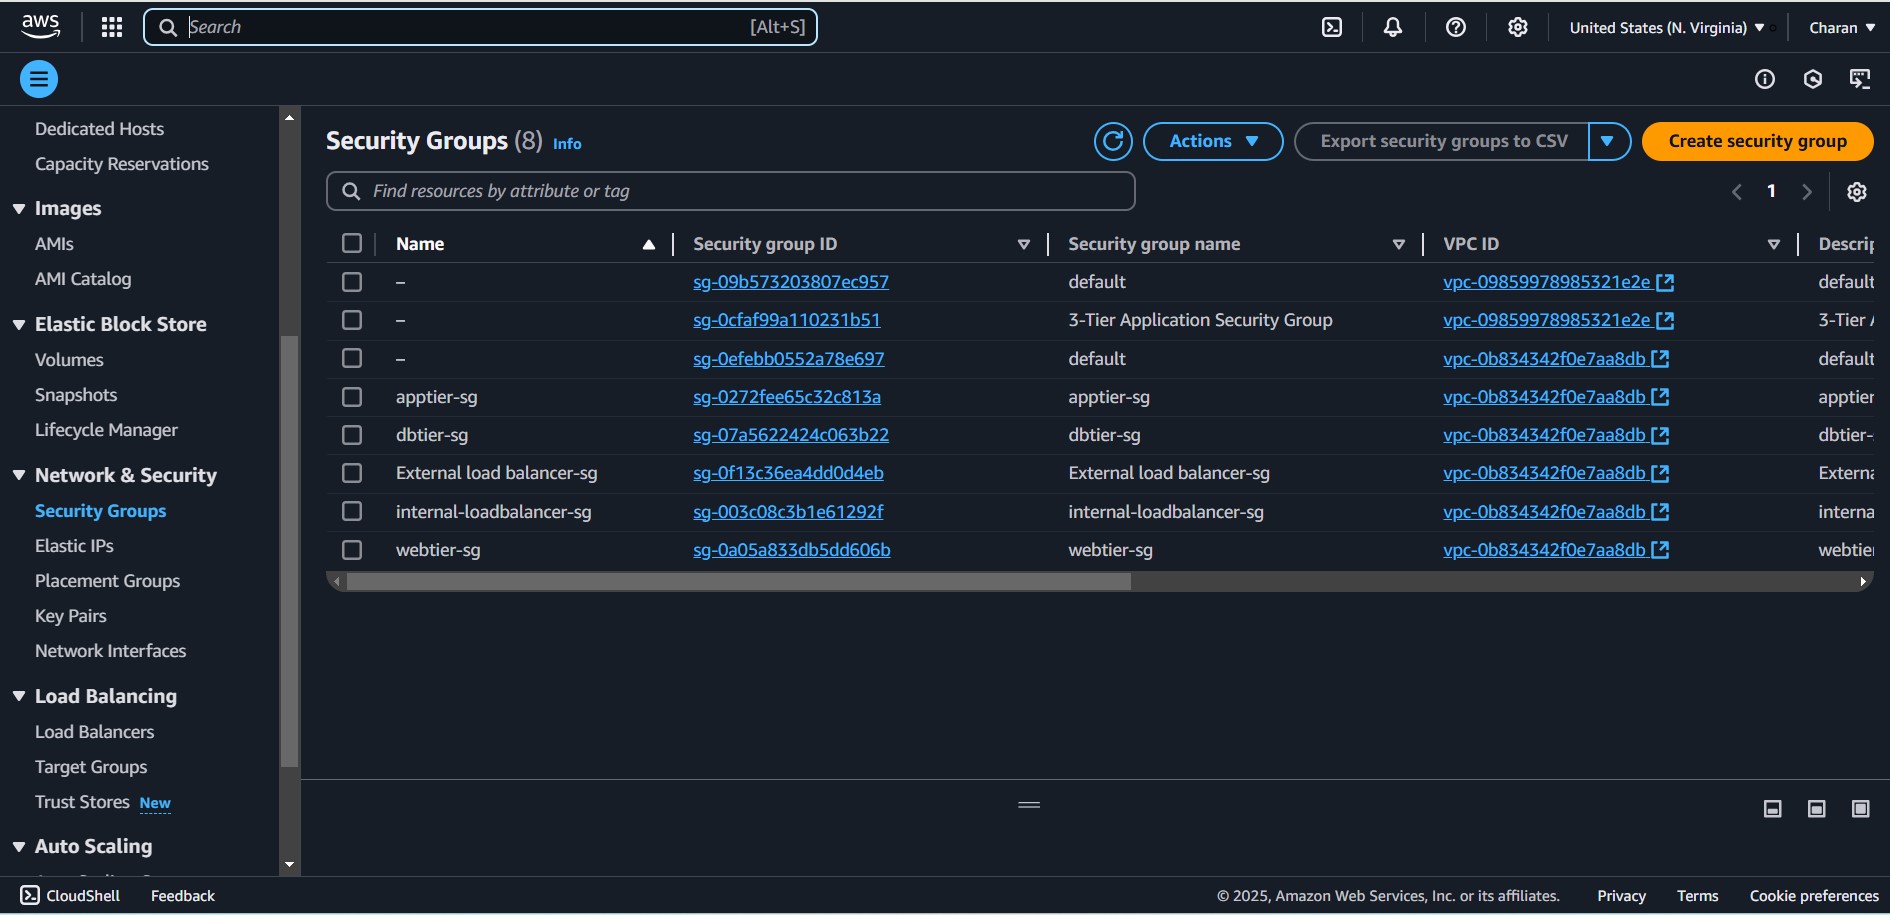 aws
Search [Alt+S]
United States (N. Virginia)
Charan
Dedicated Hosts
Capacity Reservations
Images
AMIs
AMI Catalog
Elastic Block Store
Volumes
Snapshots
Lifecycle Manager
Network & Security
Security Groups
Elastic IPs
Placement Groups
Key Pairs
Network Interfaces
Load Balancing
Load Balancers
Target Groups
Trust Stores New
Auto Scaling
Security Groups (8) Info
Actions
Export security groups to CSV
Create security group
Find resources by attribute or tag
1
Name Security group ID Security group name VPC ID Descrip
– sg-09b573203807ec957 default vpc-09859978985321e2e default
– sg-0cfaf99a110231b51 3-Tier Application Security Group vpc-09859978985321e2e 3-Tier A
– sg-0efebb0552a78e697 default vpc-0b834342f0e7aa8db default
apptier-sg sg-0272fee65c32c813a apptier-sg vpc-0b834342f0e7aa8db apptier
dbtier-sg sg-07a5622424c063b22 dbtier-sg vpc-0b834342f0e7aa8db dbtier-
External load balancer-sg sg-0f13c36ea4dd0d4eb External load balancer-sg vpc-0b834342f0e7aa8db Externa
internal-loadbalancer-sg sg-003c08c3b1e61292f internal-loadbalancer-sg vpc-0b834342f0e7aa8db interna
webtier-sg sg-0a05a833db5dd606b webtier-sg vpc-0b834342f0e7aa8db webtier
CloudShell Feedback © 2025, Amazon Web Services, Inc. or its affiliates. Privacy Terms Cookie preferences